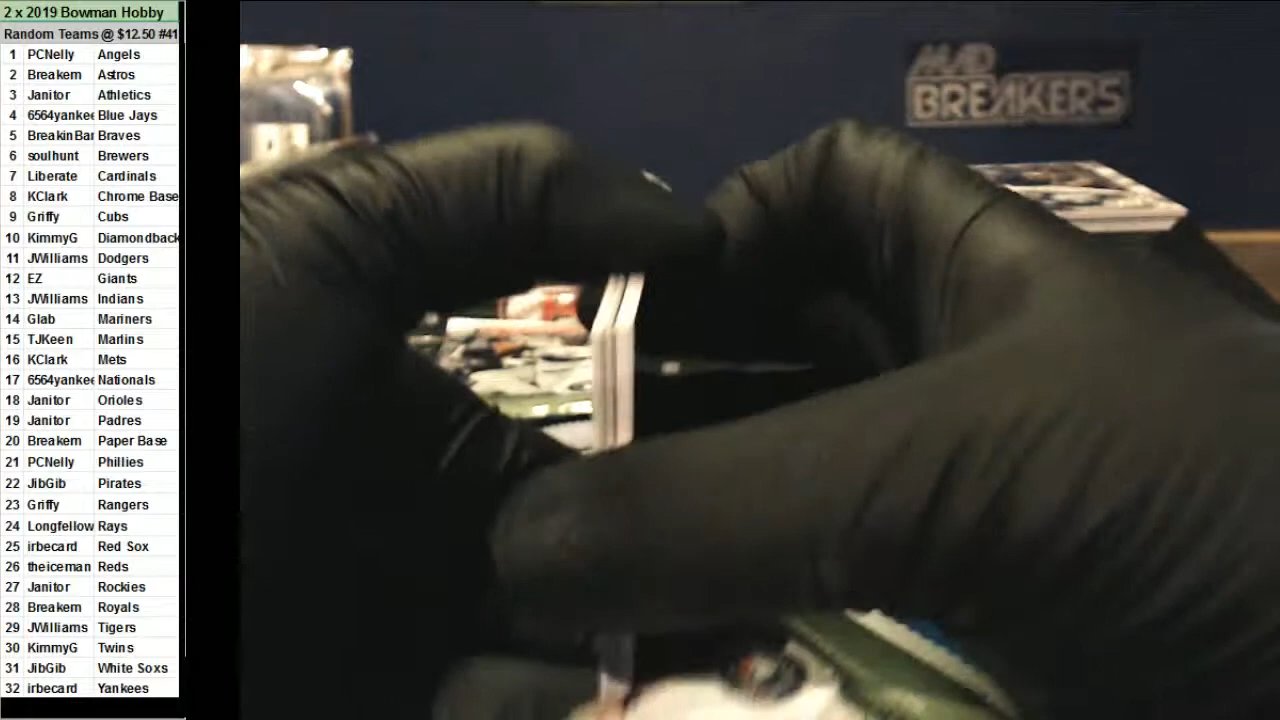 2 x 2019 Bowman Hobby
Random Teams @ $12.50 #41
1 PCNelly Angels
2 Breakem Astros
3 Janitor Athletics
4 6564yankee Blue Jays
5 BreakinBar Braves
6 soulhunt Brewers
7 Liberate Cardinals
8 KClark Chrome Base
9 Griffy Cubs
10 KimmyG Diamondback
11 JWilliams Dodgers
12 EZ Giants
13 JWilliams Indians
14 Glab Mariners
15 TJKeen Marlins
16 KClark Mets
17 6564yankee Nationals
18 Janitor Orioles
19 Janitor Padres
20 Breakem Paper Base
21 PCNelly Phillies
22 JibGib Pirates
23 Griffy Rangers
24 Longfellow Rays
25 irbecard Red Sox
26 theiceman Reds
27 Janitor Rockies
28 Breakem Royals
29 JWilliams Tigers
30 KimmyG Twins
31 JibGib White Soxs
32 irbecard Yankees
MAD
BREAKERS